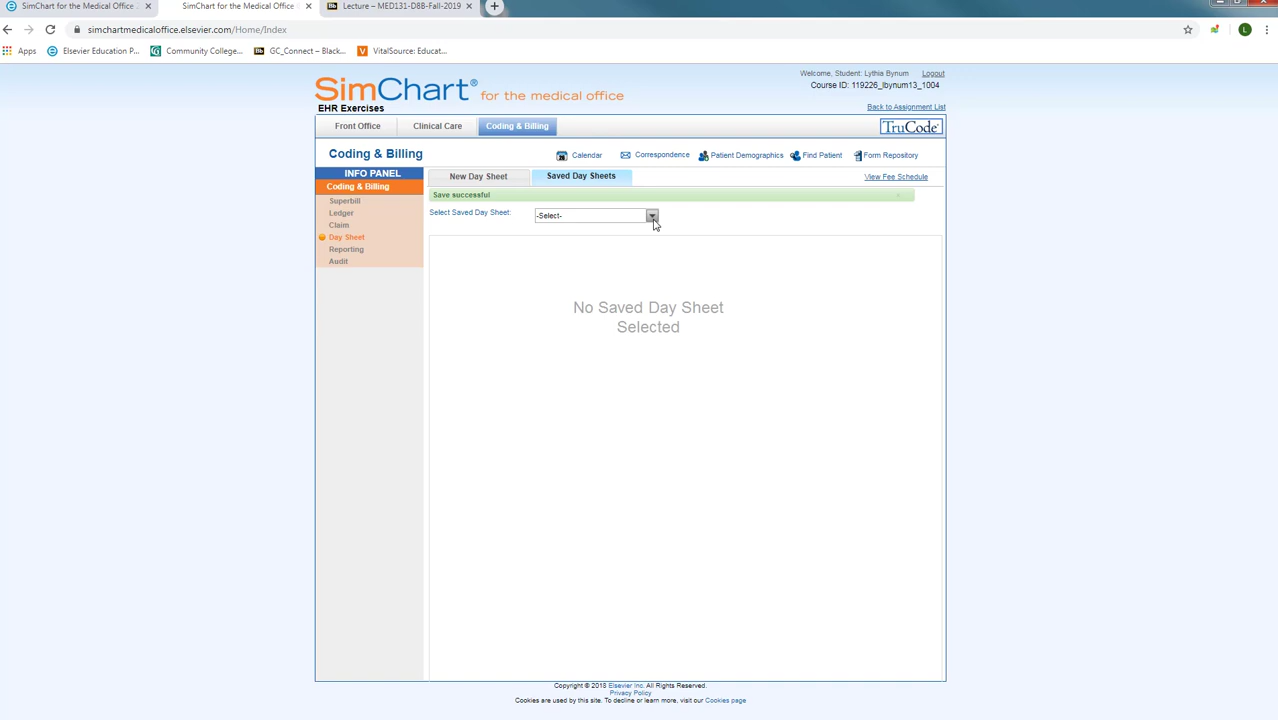 SimChart for the Medical Office
SimChart for the Medical Office
Lecture – MED131-D8B-Fall-2019
simchartmedicaloffice.elsevier.com/Home/Index
L
Apps
Elsevier Education P...
Community College...
GC_Connect – Black...
VitalSource: Educat...
SimChart® for the medical office
EHR Exercises
Welcome, Student: Lythia Bynum
Logout
Course ID: 119226_lbynum13_1004
Back to Assignment List
Front Office
Clinical Care
Coding & Billing
TruCode®
Coding & Billing
Calendar
Correspondence
Patient Demographics
Find Patient
Form Repository
INFO PANEL
Coding & Billing
Superbill
Ledger
Claim
Day Sheet
Reporting
Audit
New Day Sheet
Saved Day Sheets
View Fee Schedule
Save successful
Select Saved Day Sheet:
-Select-
No Saved Day Sheet
Selected
Copyright © 2013 Elsevier Inc. All Rights Reserved.
Privacy Policy
Cookies are used by this site. To decline or learn more, visit our Cookies page